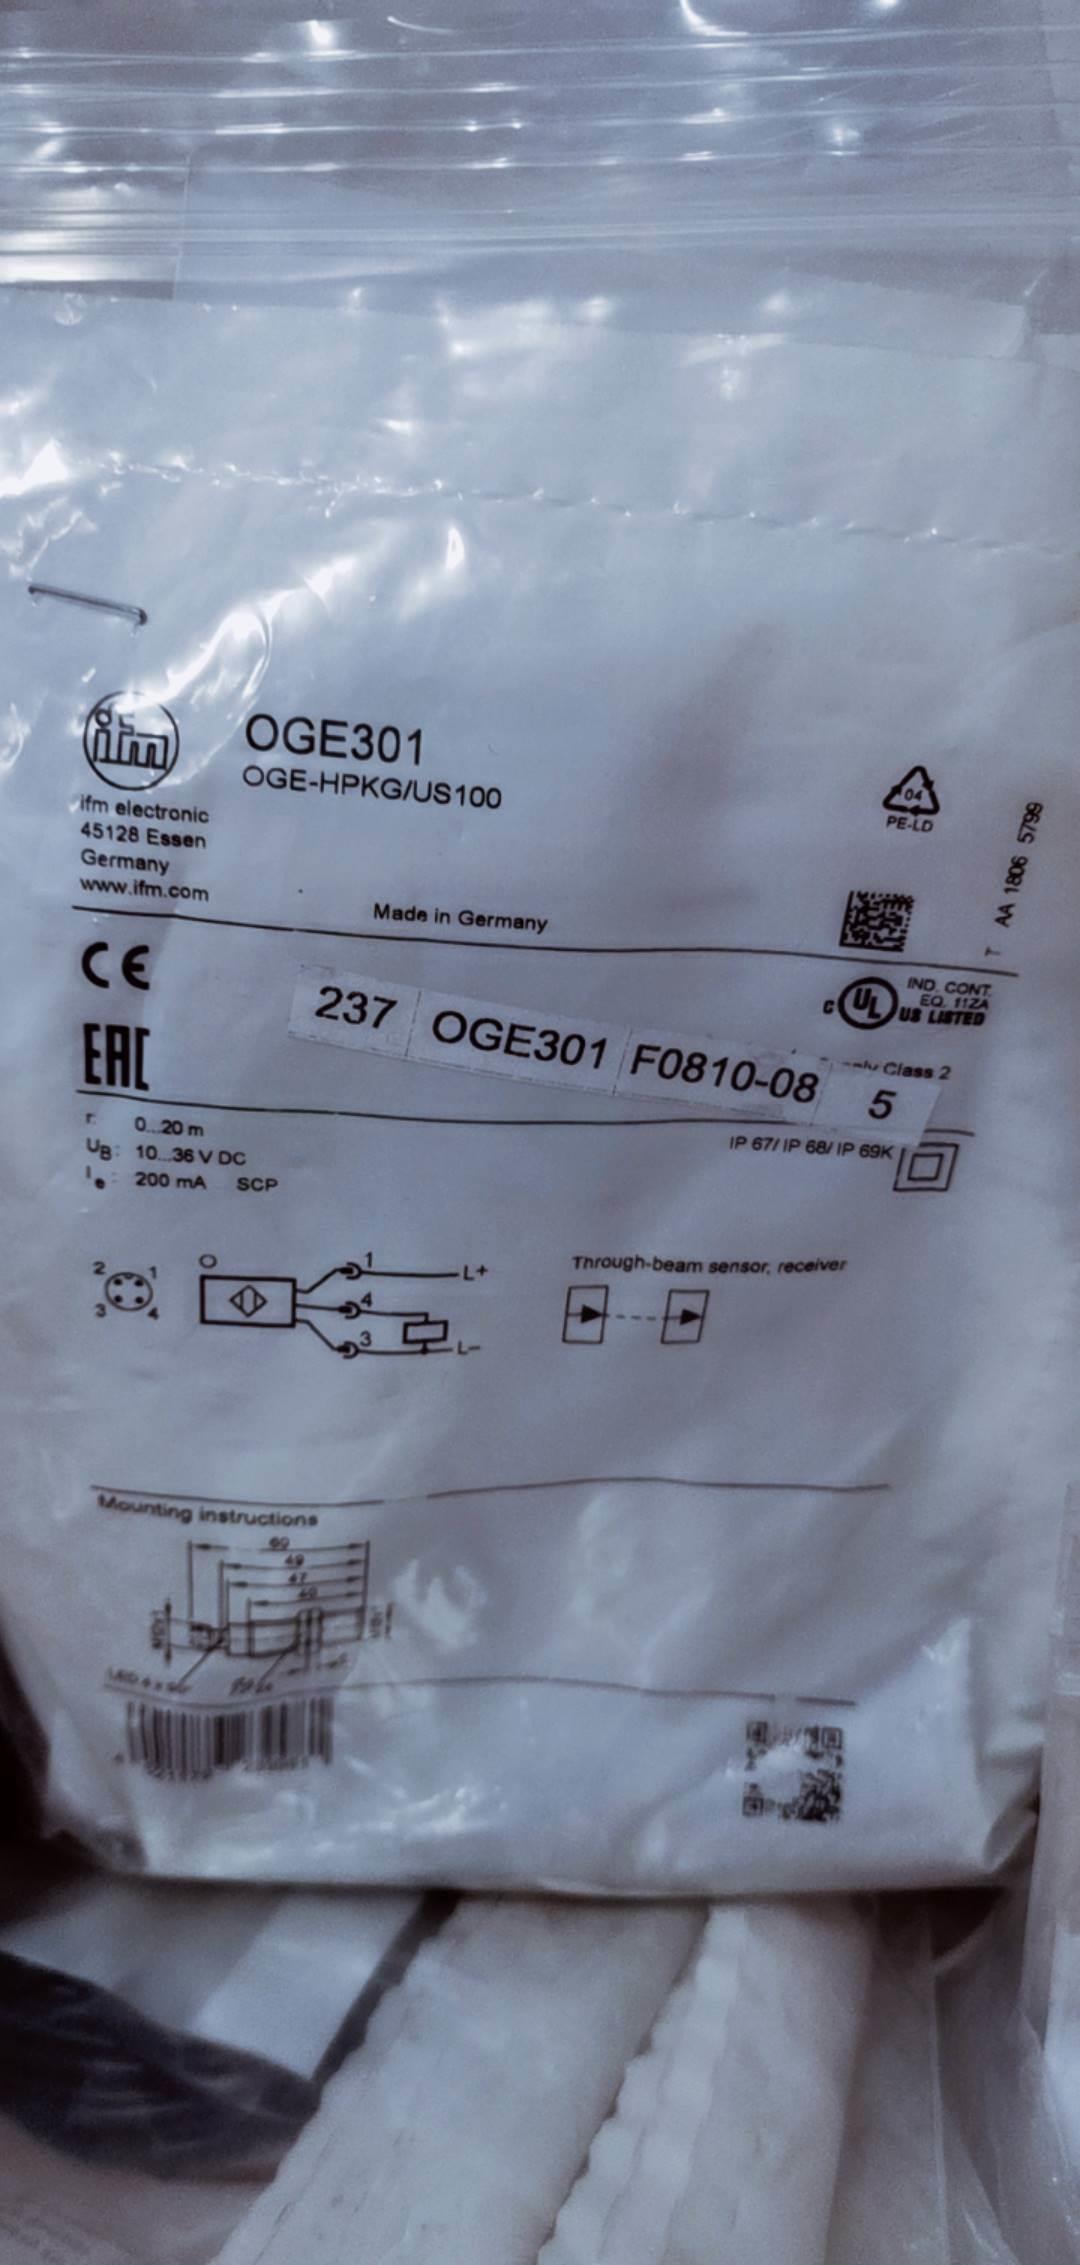 ifm
OGE301
OGE-HPKG/US100
ifm electronic
45128 Essen
Germany
www.ifm.com
Made in Germany
04
PE-LD
T AA 1806 5799
CE
EAC
237 OGE301 F0810-08 5
C UL US LISTED
IND. CONT.
EQ. 11ZA
Class 2
r: 0...20 m
UB: 10...36 V DC
Ie: 200 mA SCP
IP 67/ IP 68/ IP 69K
2 1
3 4
O
1 L+
4
3 L–
Through-beam sensor, receiver
Mounting instructions
60
49
47
40